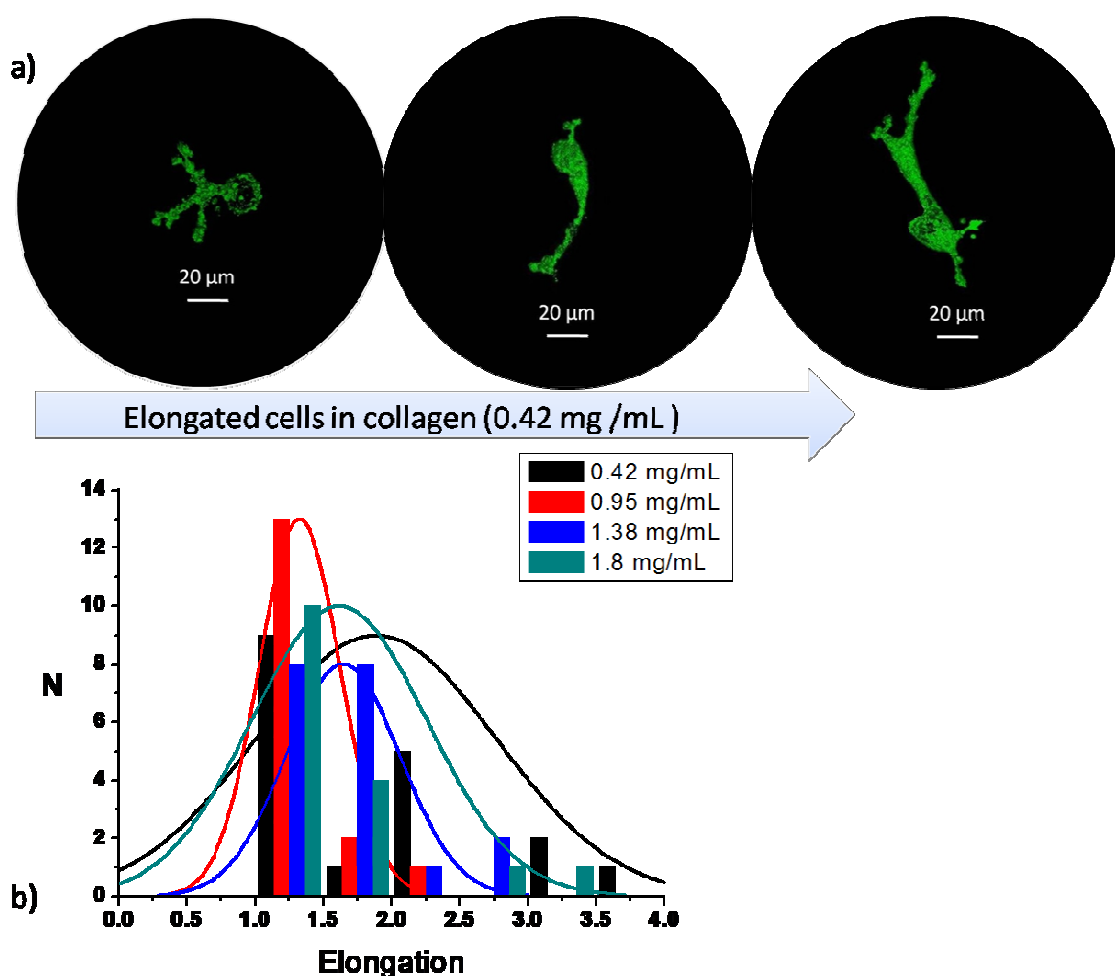 a)
20 µm
20 µm
20 µm
Elongated cells in collagen (0.42 mg /mL )
0.42 mg/mL
0.95 mg/mL
1.38 mg/mL
1.8 mg/mL
14
12
10
8
6
4
2
0
N
b)
0.0 0.5 1.0 1.5 2.0 2.5 3.0 3.5 4.0
Elongation